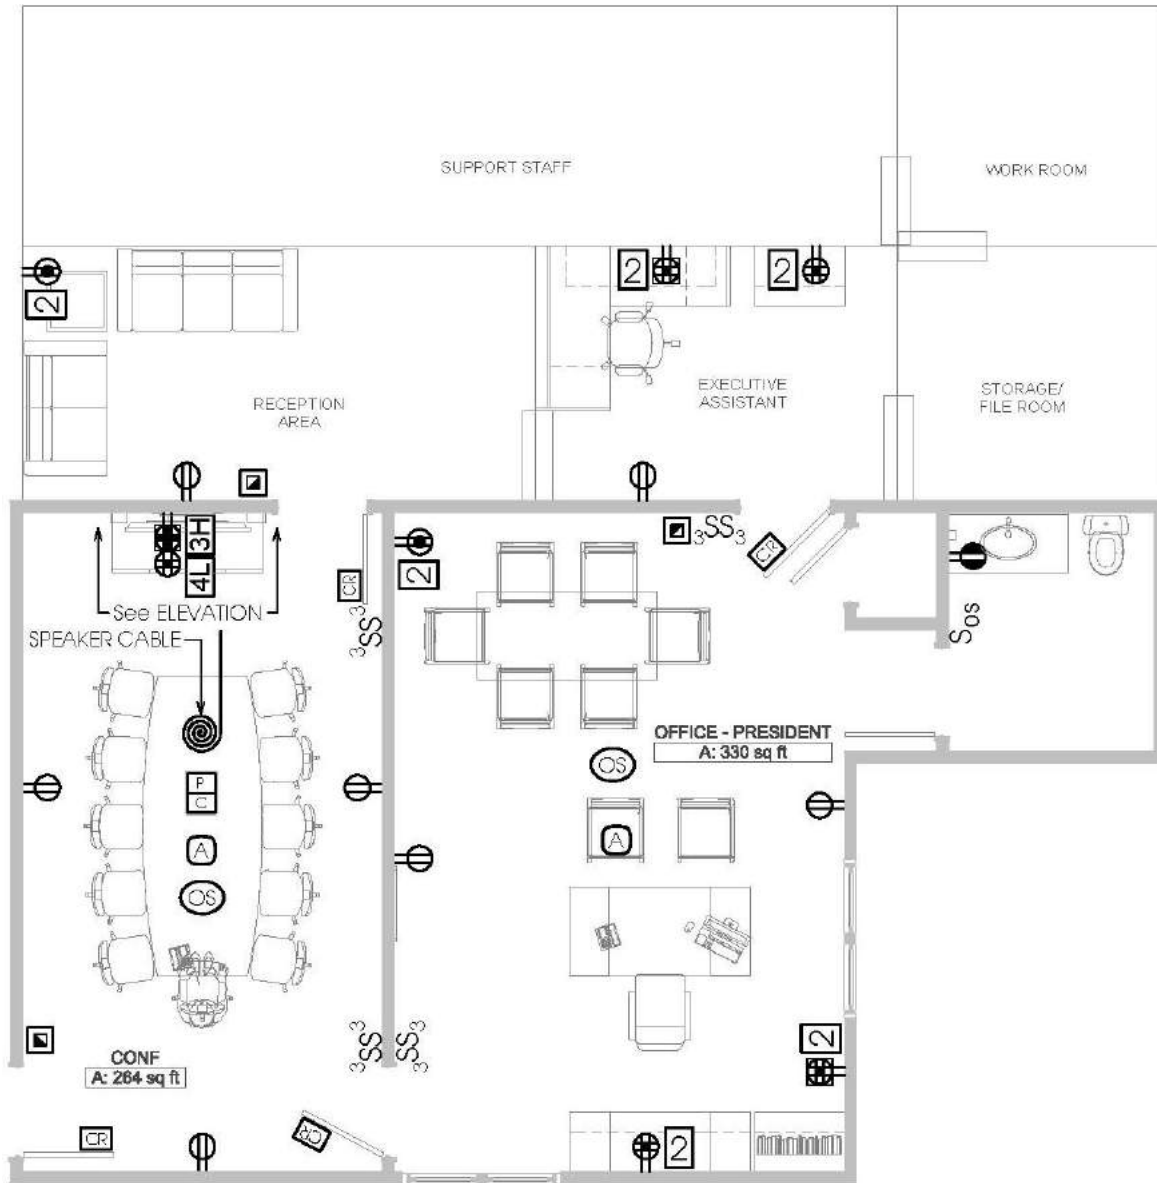 SUPPORT STAFF
WORK ROOM
2
2
2
RECEPTION
AREA
EXECUTIVE
ASSISTANT
STORAGE/
FILE ROOM
3H
4L
CR
2
3SS3
CR
See ELEVATION
SPEAKER CABLE
3SS3
SOS
OFFICE - PRESIDENT
A: 330 sq ft
OS
P
C
A
A
OS
3SS3
3SS3
2
CONF
A: 264 sq ft
CR
CR
2